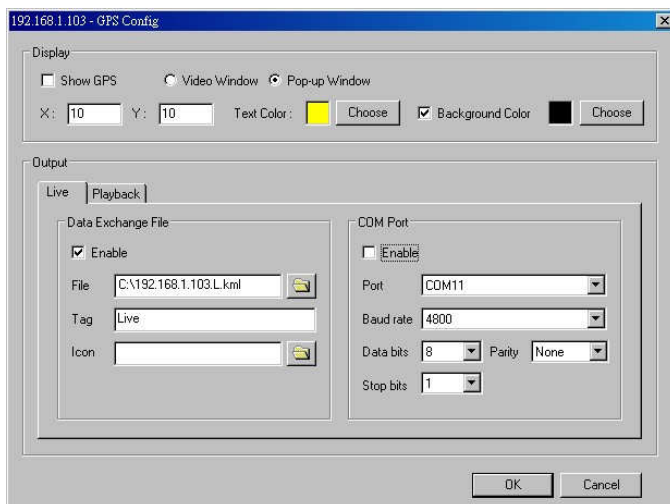 192.168.1.103 - GPS Config
Display
Show GPS Video Window Pop-up Window
X: 10 Y: 10 Text Color: Choose Background Color Choose
Output
Live Playback
Data Exchange File
Enable
File C:\192.168.1.103.L.kml
Tag Live
Icon
COM Port
Enable
Port COM11
Baud rate 4800
Data bits 8 Parity None
Stop bits 1
OK Cancel